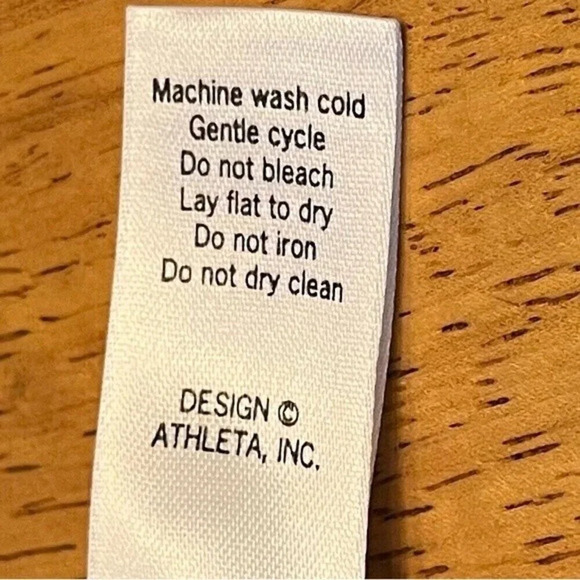 Machine wash cold
Gentle cycle
Do not bleach
Lay flat to dry
Do not iron
Do not dry clean
DESIGN ©
ATHLETA, INC.